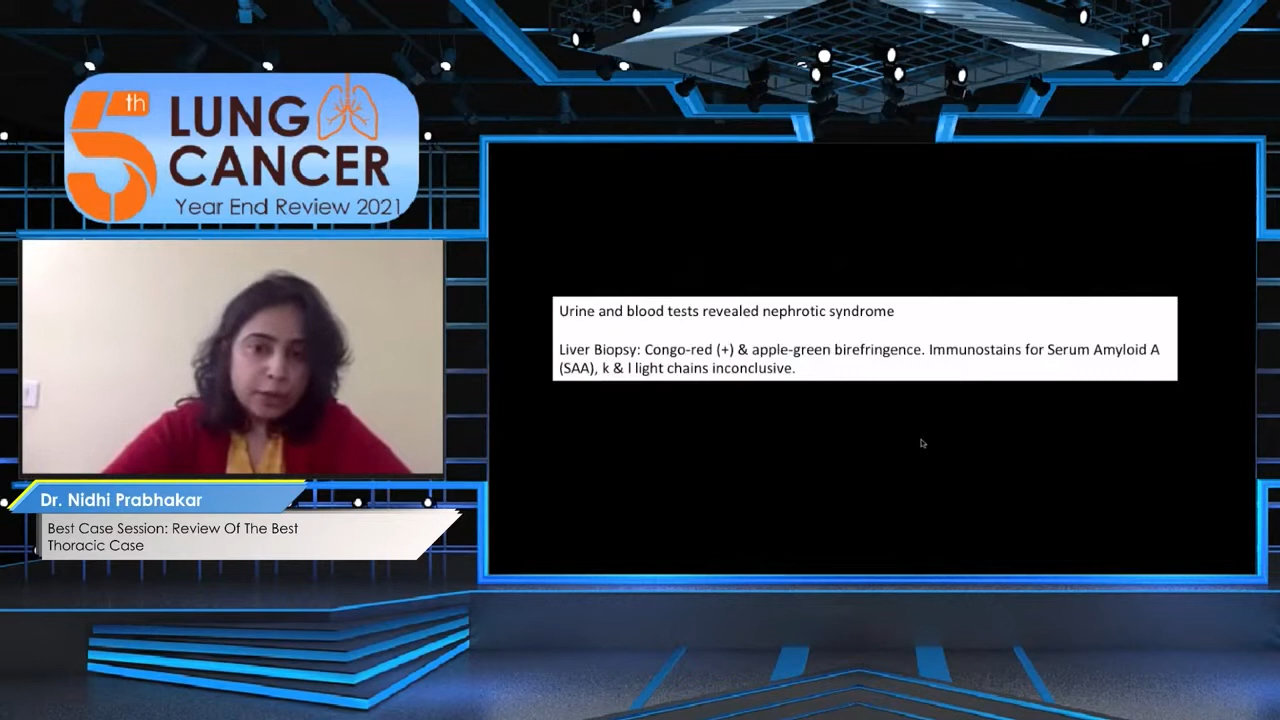 5th
LUNG
CANCER
Year End Review 2021
Urine and blood tests revealed nephrotic syndrome
Liver Biopsy: Congo-red (+) & apple-green birefringence. Immunostains for Serum Amyloid A
(SAA), k & l light chains inconclusive.
Dr. Nidhi Prabhakar
Best Case Session: Review Of The Best
Thoracic Case